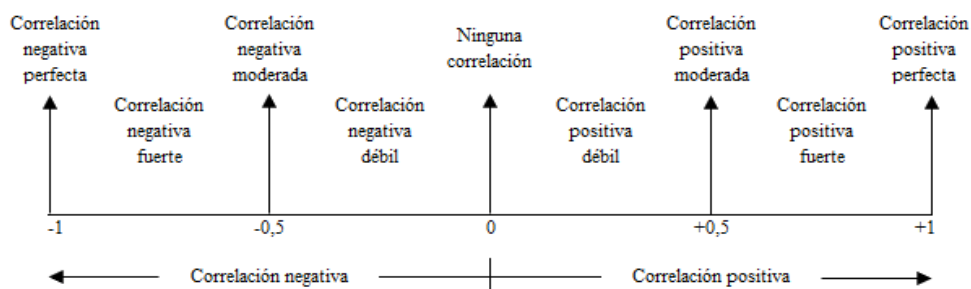 Correlación
negativa
perfecta
Correlación
negativa
moderada
Ninguna
correlación
Correlación
positiva
moderada
Correlación
positiva
perfecta
Correlación
negativa
fuerte
Correlación
negativa
débil
Correlación
positiva
débil
Correlación
positiva
fuerte
-1
-0,5
0
+0,5
+1
Correlación negativa
Correlación positiva